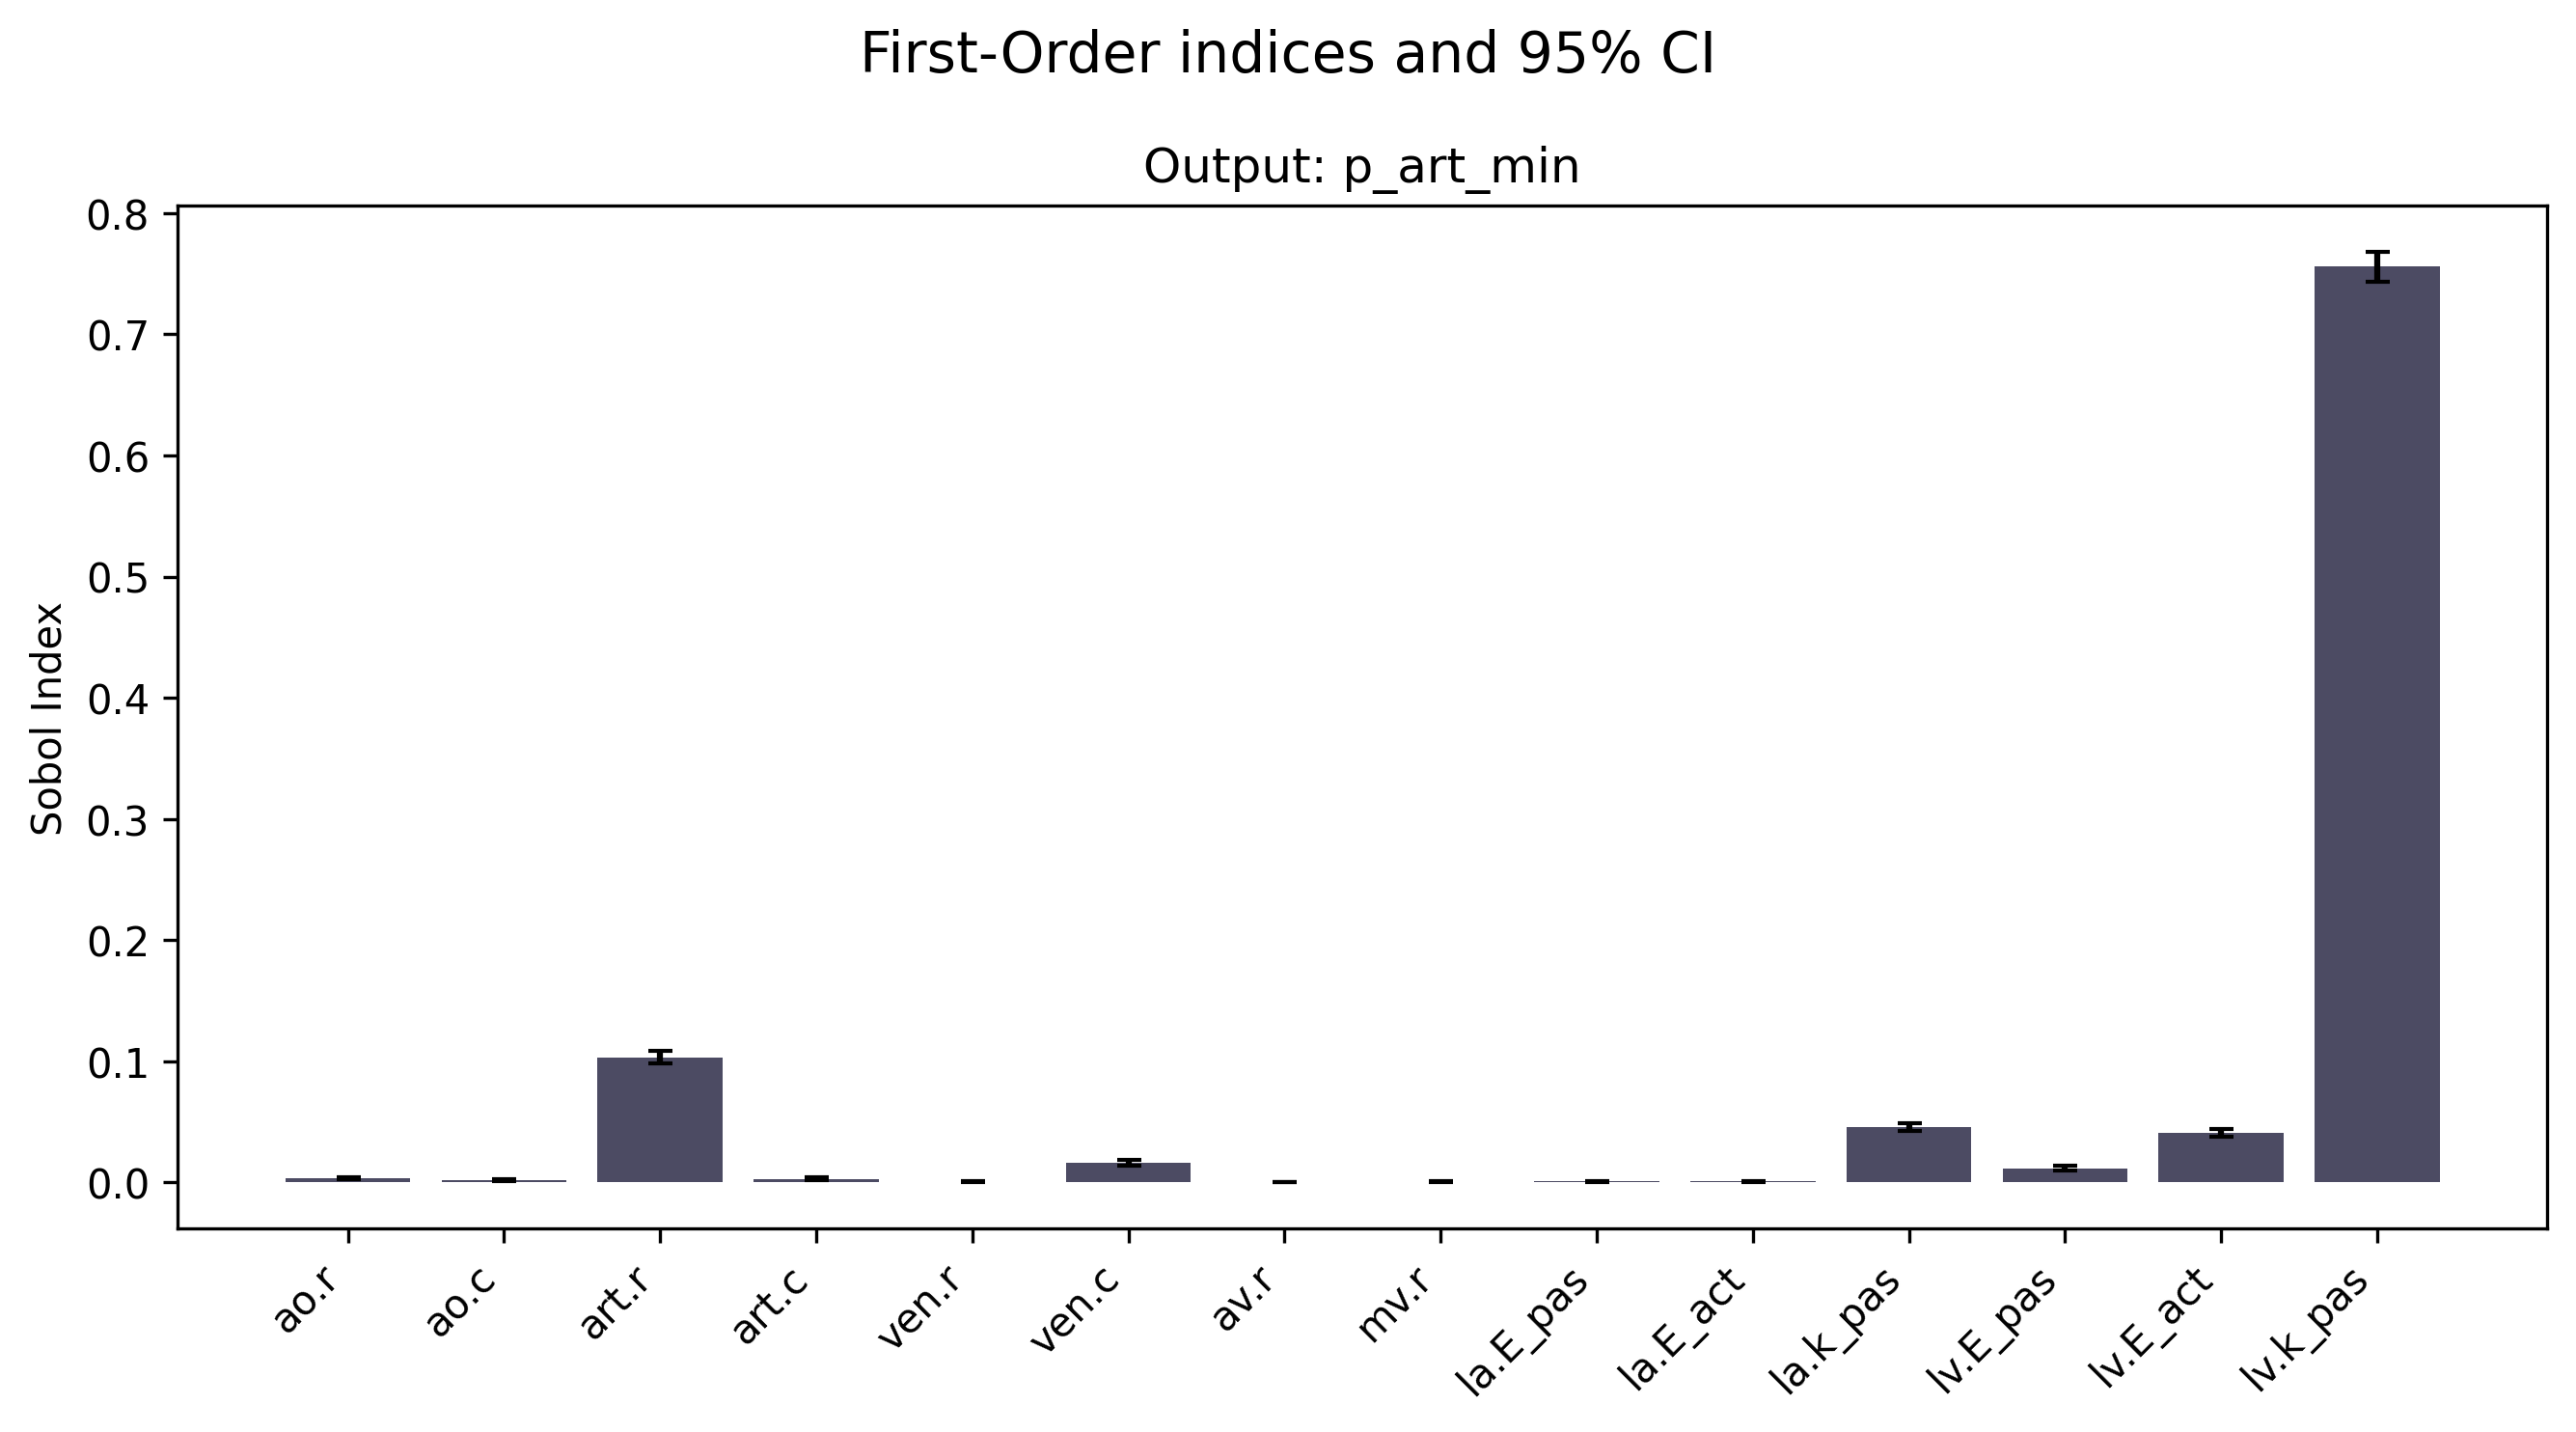 First-Order indices and 95% CI
Output: p_art_min
Sobol Index
0.8
0.7
0.6
0.5
0.4
0.3
0.2
0.1
0.0
ao.r
ao.c
art.r
art.c
ven.r
ven.c
av.r
mv.r
la.E_pas
la.E_act
la.k_pas
lv.E_pas
lv.E_act
lv.k_pas